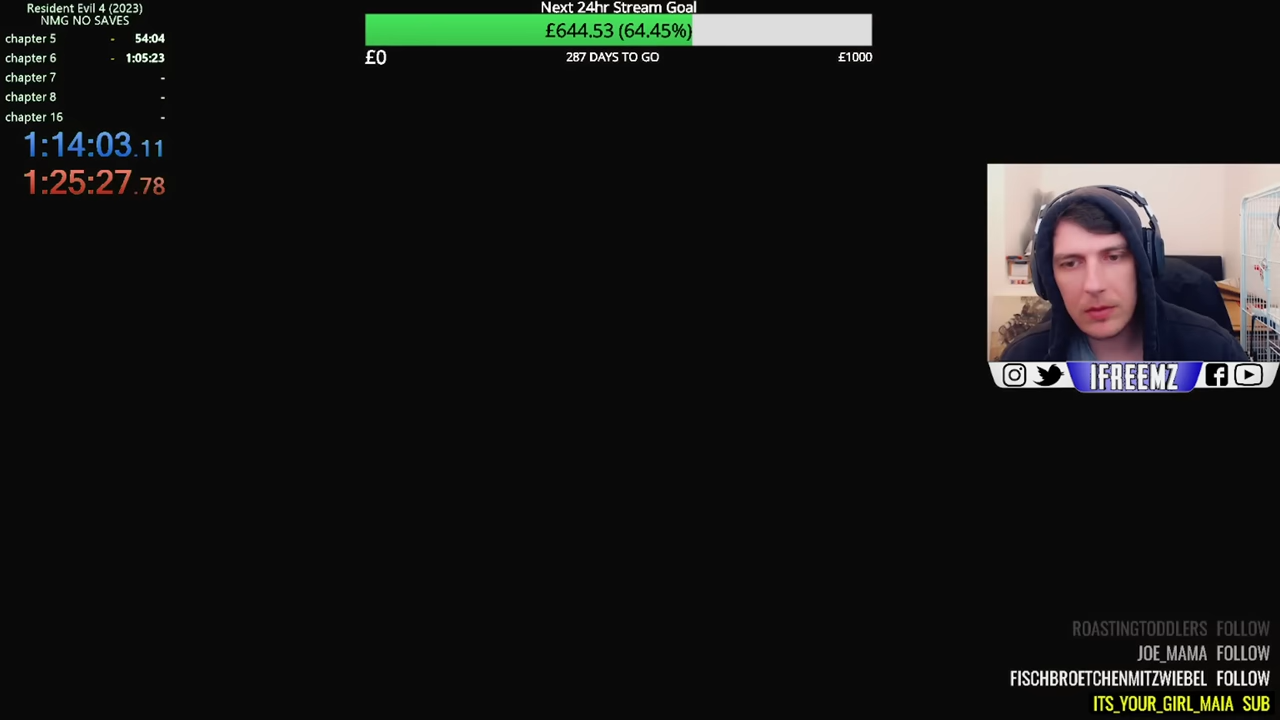 Resident Evil 4 (2023)
NMG NO SAVES
chapter 5 - 54:04
chapter 6 - 1:05:23
chapter 7 -
chapter 8 -
chapter 16 -
1:14:03.11
1:25:27.78
Next 24hr Stream Goal
£644.53 (64.45%)
£0 287 DAYS TO GO £1000
IFREEMZ
ROASTINGTODDLERS FOLLOW
JOE_MAMA FOLLOW
FISCHBROETCHENMITZWIEBEL FOLLOW
ITS_YOUR_GIRL_MAIA SUB